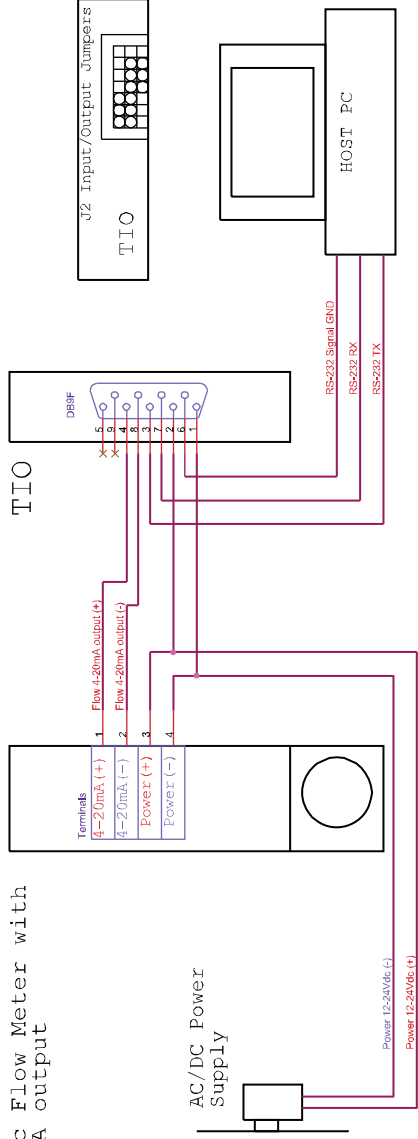 J2 Input/Output Jumpers
TIO
HOST PC
RS-232 Signal GND
RS-232 RX
RS-232 TX
TIO
DB9F
5
9
4
8
3
7
2
6
1
Flow 4-20mA output (+)
Flow 4-20mA output (-)
Terminals
4-20mA(+)
4-20mA(-)
Power(+)
Power(-)
1
2
3
4
c Flow Meter with
A output
AC/DC Power
Supply
Power 12-24Vdc (-)
Power 12-24Vdc (+)